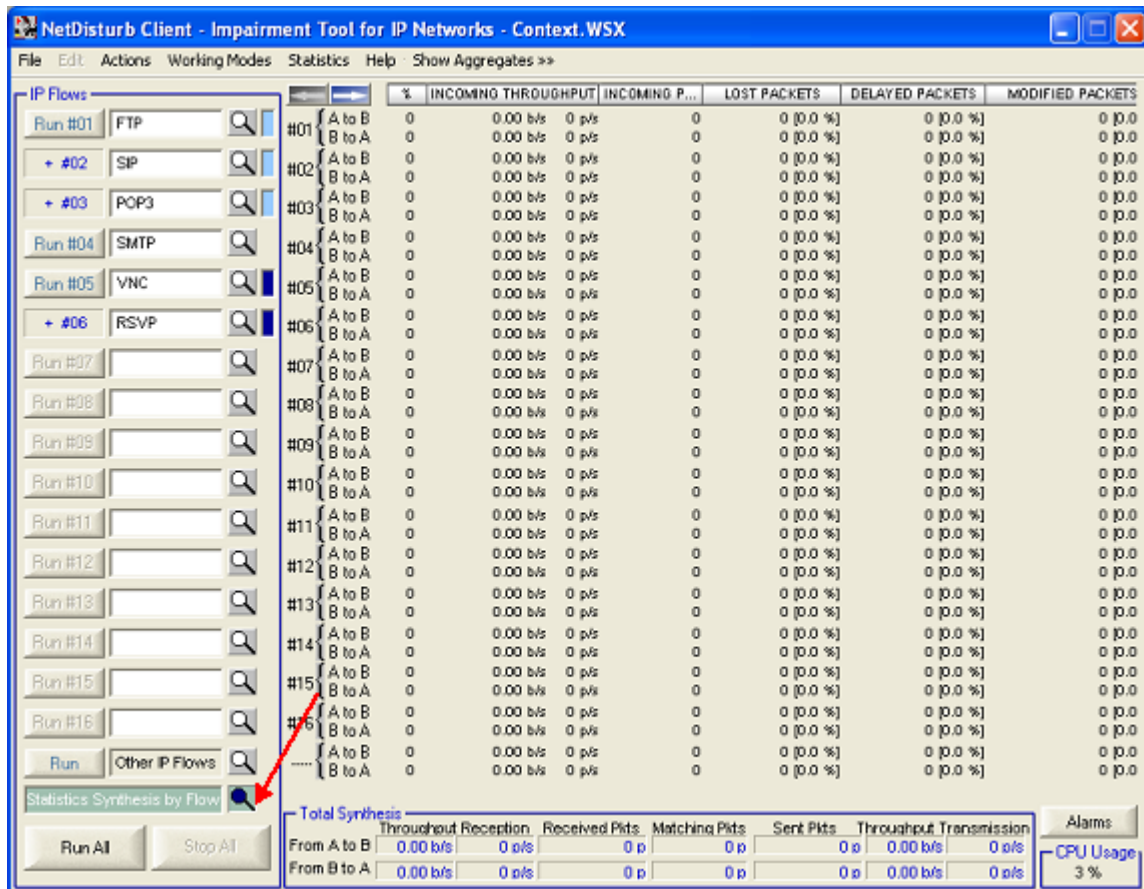 NetDisturb Client - Impairment Tool for IP Networks - Context.WSX
File Edit Actions Working Modes Statistics Help Show Aggregates >>
IP Flows
% INCOMING THROUGHPUT INCOMING P... LOST PACKETS DELAYED PACKETS MODIFIED PACKETS
Run #01 FTP
+ #02 SIP
+ #03 POP3
Run #04 SMTP
Run #05 VNC
+ #06 RSVP
Run #07
Run #08
Run #09
Run #10
Run #11
Run #12
Run #13
Run #14
Run #15
Run #16
Run Other IP Flows
Statistics Synthesis by Flow
Run All Stop All
#01 A to B 0 0.00 b/s 0 p/s 0 0 [0.0 %] 0 [0.0 %] 0 [0.0
B to A 0 0.00 b/s 0 p/s 0 0 [0.0 %] 0 [0.0 %] 0 [0.0
#02 A to B 0 0.00 b/s 0 p/s 0 0 [0.0 %] 0 [0.0 %] 0 [0.0
B to A 0 0.00 b/s 0 p/s 0 0 [0.0 %] 0 [0.0 %] 0 [0.0
#03 A to B 0 0.00 b/s 0 p/s 0 0 [0.0 %] 0 [0.0 %] 0 [0.0
B to A 0 0.00 b/s 0 p/s 0 0 [0.0 %] 0 [0.0 %] 0 [0.0
#04 A to B 0 0.00 b/s 0 p/s 0 0 [0.0 %] 0 [0.0 %] 0 [0.0
B to A 0 0.00 b/s 0 p/s 0 0 [0.0 %] 0 [0.0 %] 0 [0.0
#05 A to B 0 0.00 b/s 0 p/s 0 0 [0.0 %] 0 [0.0 %] 0 [0.0
B to A 0 0.00 b/s 0 p/s 0 0 [0.0 %] 0 [0.0 %] 0 [0.0
#06 A to B 0 0.00 b/s 0 p/s 0 0 [0.0 %] 0 [0.0 %] 0 [0.0
B to A 0 0.00 b/s 0 p/s 0 0 [0.0 %] 0 [0.0 %] 0 [0.0
#07 A to B 0 0.00 b/s 0 p/s 0 0 [0.0 %] 0 [0.0 %] 0 [0.0
B to A 0 0.00 b/s 0 p/s 0 0 [0.0 %] 0 [0.0 %] 0 [0.0
#08 A to B 0 0.00 b/s 0 p/s 0 0 [0.0 %] 0 [0.0 %] 0 [0.0
B to A 0 0.00 b/s 0 p/s 0 0 [0.0 %] 0 [0.0 %] 0 [0.0
#09 A to B 0 0.00 b/s 0 p/s 0 0 [0.0 %] 0 [0.0 %] 0 [0.0
B to A 0 0.00 b/s 0 p/s 0 0 [0.0 %] 0 [0.0 %] 0 [0.0
#10 A to B 0 0.00 b/s 0 p/s 0 0 [0.0 %] 0 [0.0 %] 0 [0.0
B to A 0 0.00 b/s 0 p/s 0 0 [0.0 %] 0 [0.0 %] 0 [0.0
#11 A to B 0 0.00 b/s 0 p/s 0 0 [0.0 %] 0 [0.0 %] 0 [0.0
B to A 0 0.00 b/s 0 p/s 0 0 [0.0 %] 0 [0.0 %] 0 [0.0
#12 A to B 0 0.00 b/s 0 p/s 0 0 [0.0 %] 0 [0.0 %] 0 [0.0
B to A 0 0.00 b/s 0 p/s 0 0 [0.0 %] 0 [0.0 %] 0 [0.0
#13 A to B 0 0.00 b/s 0 p/s 0 0 [0.0 %] 0 [0.0 %] 0 [0.0
B to A 0 0.00 b/s 0 p/s 0 0 [0.0 %] 0 [0.0 %] 0 [0.0
#14 A to B 0 0.00 b/s 0 p/s 0 0 [0.0 %] 0 [0.0 %] 0 [0.0
B to A 0 0.00 b/s 0 p/s 0 0 [0.0 %] 0 [0.0 %] 0 [0.0
#15 A to B 0 0.00 b/s 0 p/s 0 0 [0.0 %] 0 [0.0 %] 0 [0.0
B to A 0 0.00 b/s 0 p/s 0 0 [0.0 %] 0 [0.0 %] 0 [0.0
#16 A to B 0 0.00 b/s 0 p/s 0 0 [0.0 %] 0 [0.0 %] 0 [0.0
B to A 0 0.00 b/s 0 p/s 0 0 [0.0 %] 0 [0.0 %] 0 [0.0
..... A to B 0 0.00 b/s 0 p/s 0 0 [0.0 %] 0 [0.0 %] 0 [0.0
B to A 0 0.00 b/s 0 p/s 0 0 [0.0 %] 0 [0.0 %] 0 [0.0
Total Synthesis
Throughput Reception Received Pkts Matching Pkts Sent Pkts Throughput Transmission
From A to B 0.00 b/s 0 p/s 0 p 0 p 0 p 0.00 b/s 0 p/s
From B to A 0.00 b/s 0 p/s 0 p 0 p 0 p 0.00 b/s 0 p/s
Alarms
CPU Usage
3 %